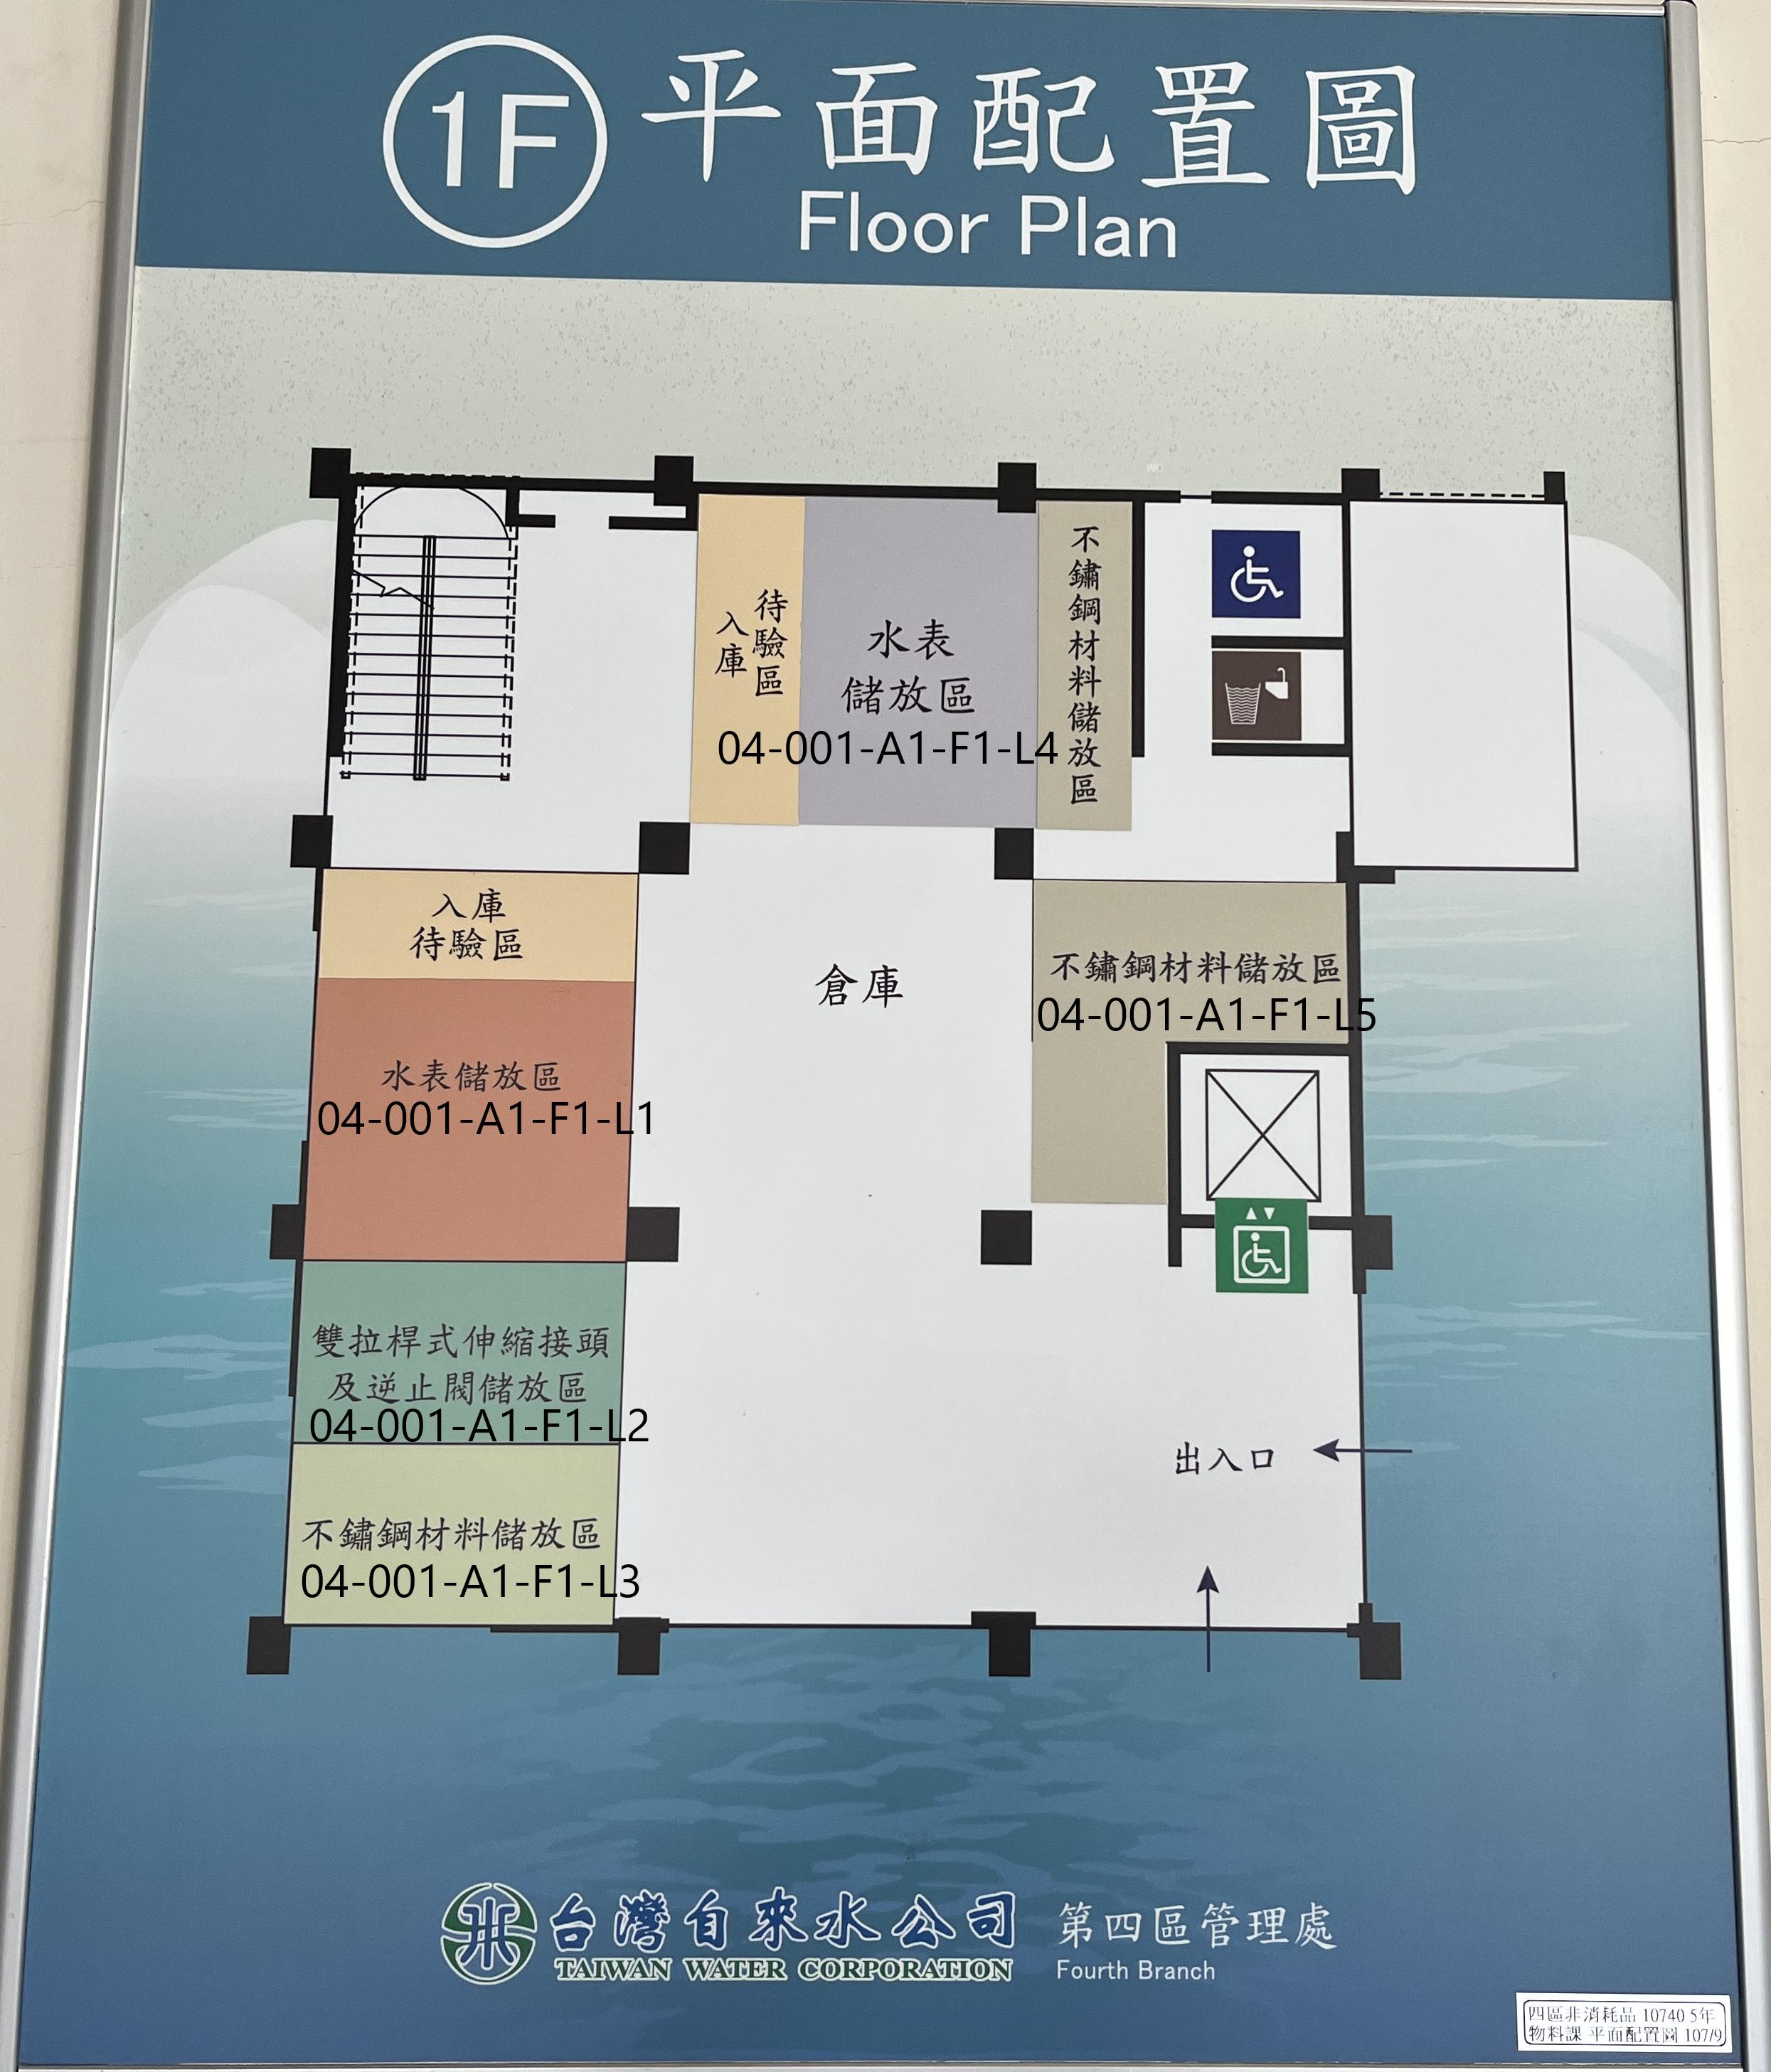 1F
平面配置圖
Floor Plan
入庫
待驗區
水表
儲放區
04-001-A1-F1-L4
不鏽鋼材料儲放區
入庫
待驗區
倉庫
不鏽鋼材料儲放區
04-001-A1-F1-L5
水表儲放區
04-001-A1-F1-L1
雙拉桿式伸縮接頭
及逆止閥儲放區
04-001-A1-F1-L2
出入口
不鏽鋼材料儲放區
04-001-A1-F1-L3
台灣自來水公司 第四區管理處
TAIWAN WATER CORPORATION Fourth Branch
四區非消耗品 10740 5年
物料課 平面配置圖 107/9